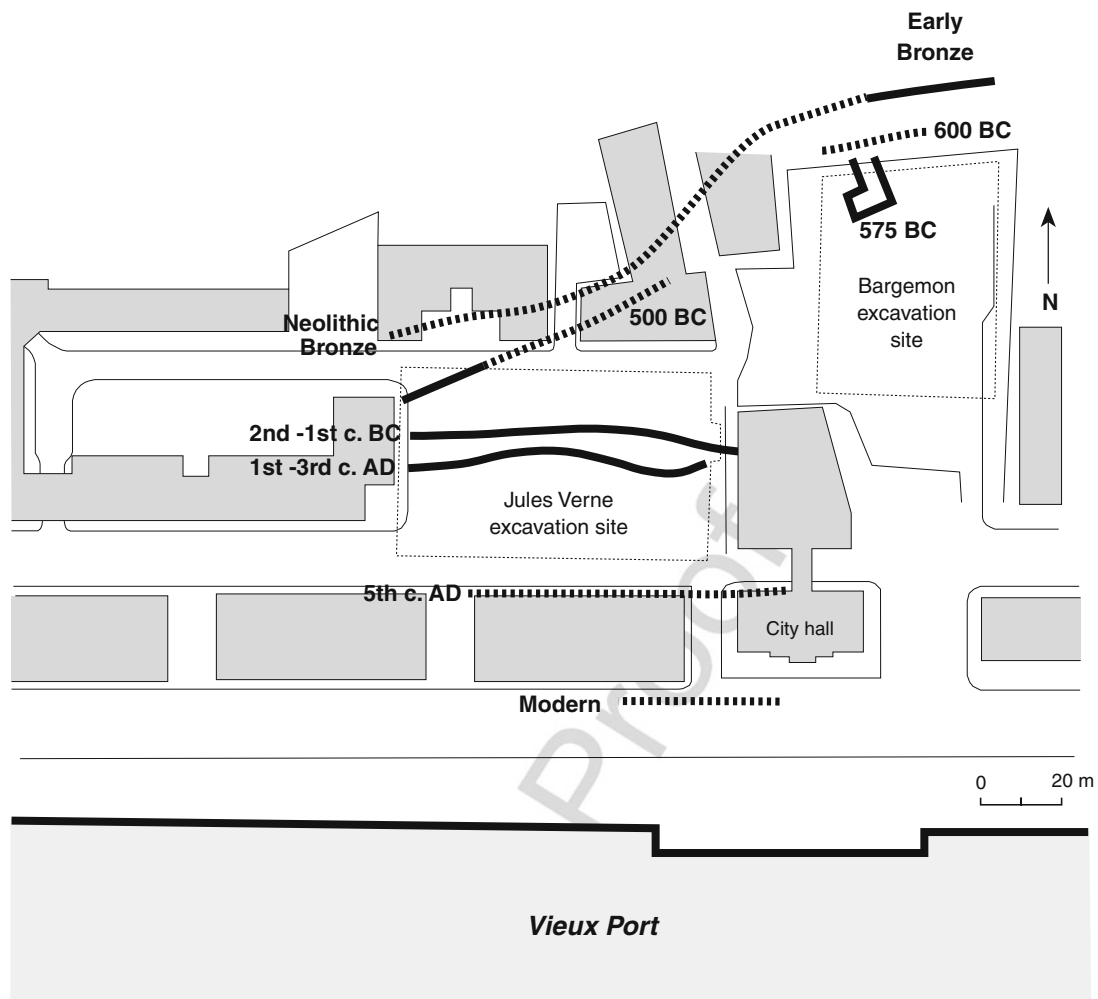 Early
Bronze
600 BC
575 BC
N
Bargemon
excavation
site
500 BC
Neolithic
Bronze
2nd -1st c. BC
1st -3rd c. AD
Jules Verne
excavation site
5th c. AD
City hall
Modern
Proof
0 20 m
Vieux Port